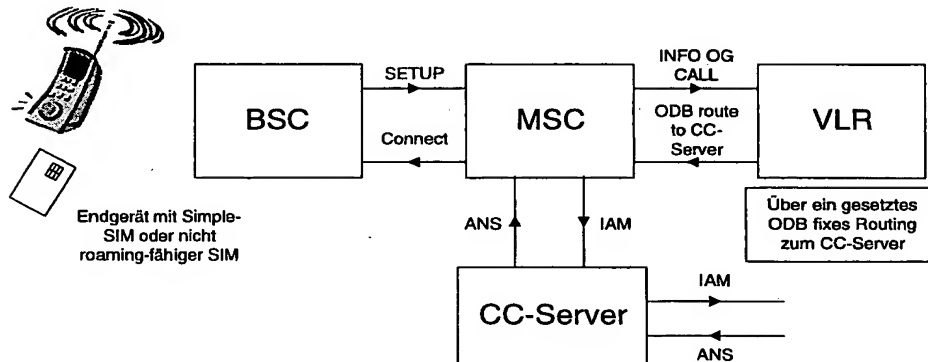 INFO OG
CALL
SETUP
BSC
MSC
VLR
Connect
ODB route
to CC-
Server
Endgerät mit Simple-
SIM oder nicht
roaming-fähiger SIM
ANS
IAM
Über ein gesetztes
ODB fixes Routing
zum CC-Server
CC-Server
IAM
ANS